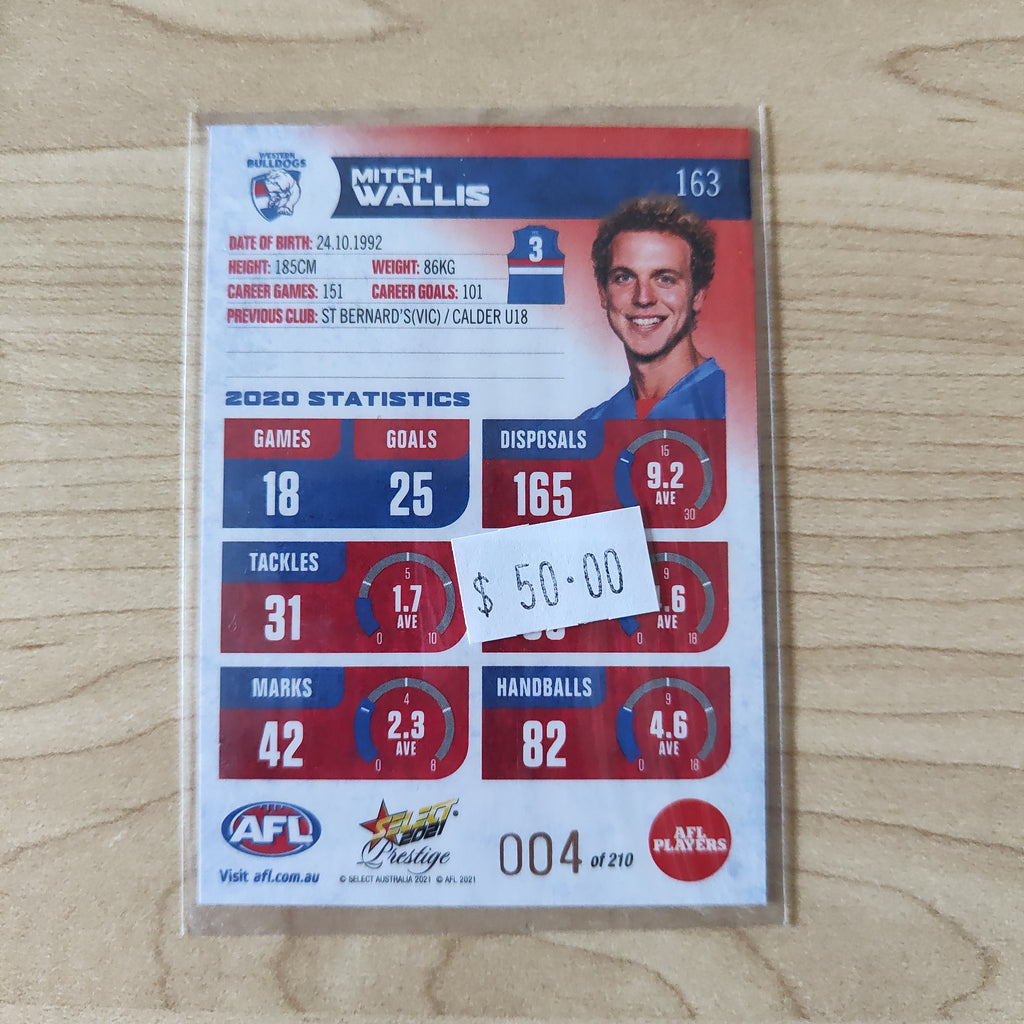 WESTERN
BULLDOGS
MITCH
WALLIS
163
DATE OF BIRTH: 24.10.1992
HEIGHT: 185CM WEIGHT: 86KG
CAREER GAMES: 151 CAREER GOALS: 101
PREVIOUS CLUB: ST BERNARD'S(VIC) / CALDER U18
3
2020 STATISTICS
GAMES GOALS
18 25
DISPOSALS
165
15
9.2
AVE
30
TACKLES
31
5
1.7
AVE
0 10
$ 50.00
9
.6
AVE
0 18
MARKS
42
4
2.3
AVE
0 8
HANDBALLS
82
9
4.6
AVE
0 18
AFL
Visit afl.com.au
SELECT
2021
Prestige
© SELECT AUSTRALIA 2021 © AFL 2021
004 of 210
AFL
PLAYERS